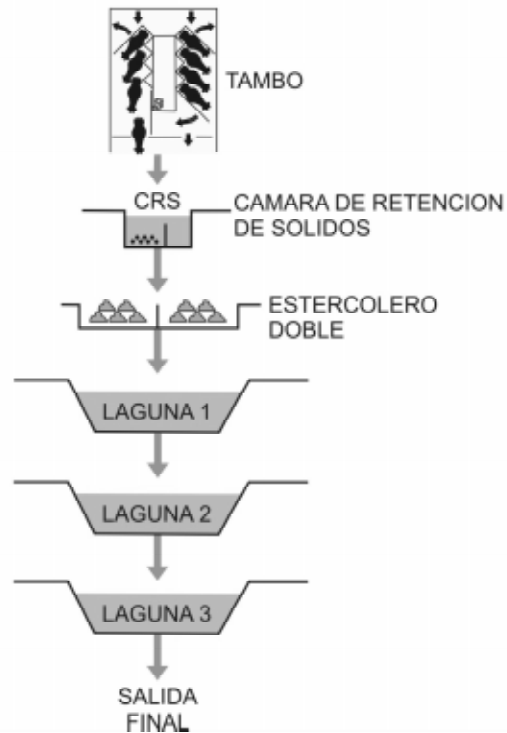 TAMBO
CRS
CAMARA DE RETENCION
DE SOLIDOS
ESTERCOLERO
DOBLE
LAGUNA 1
LAGUNA 2
LAGUNA 3
SALIDA
FINAL